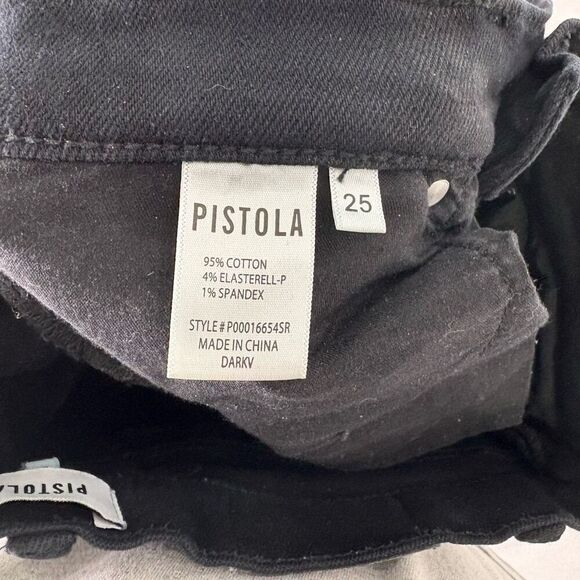 PISTOLA
25
95% COTTON
4% ELASTERELL-P
1% SPANDEX
STYLE # P00016654SR
MADE IN CHINA
DARKV
PISTOLA